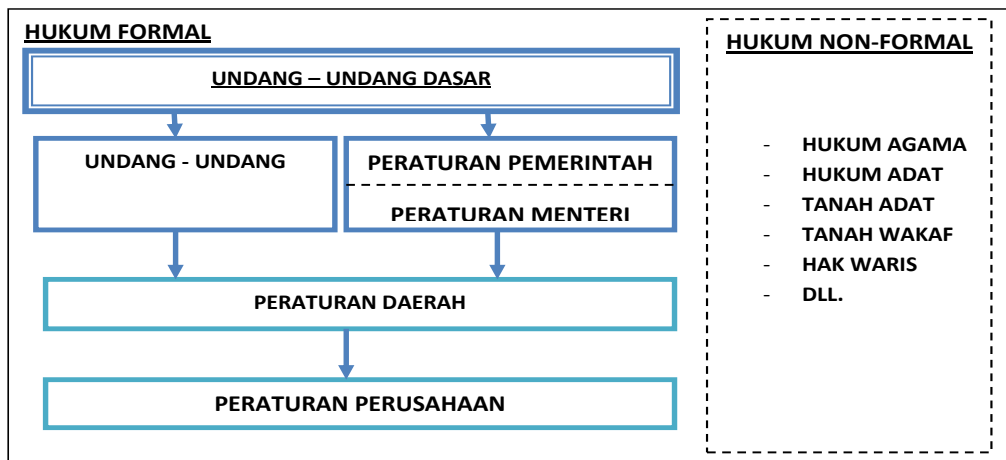 HUKUM FORMAL
UNDANG – UNDANG DASAR
UNDANG - UNDANG
PERATURAN PEMERINTAH
PERATURAN MENTERI
PERATURAN DAERAH
PERATURAN PERUSAHAAN
HUKUM NON-FORMAL
- HUKUM AGAMA
- HUKUM ADAT
- TANAH ADAT
- TANAH WAKAF
- HAK WARIS
- DLL.